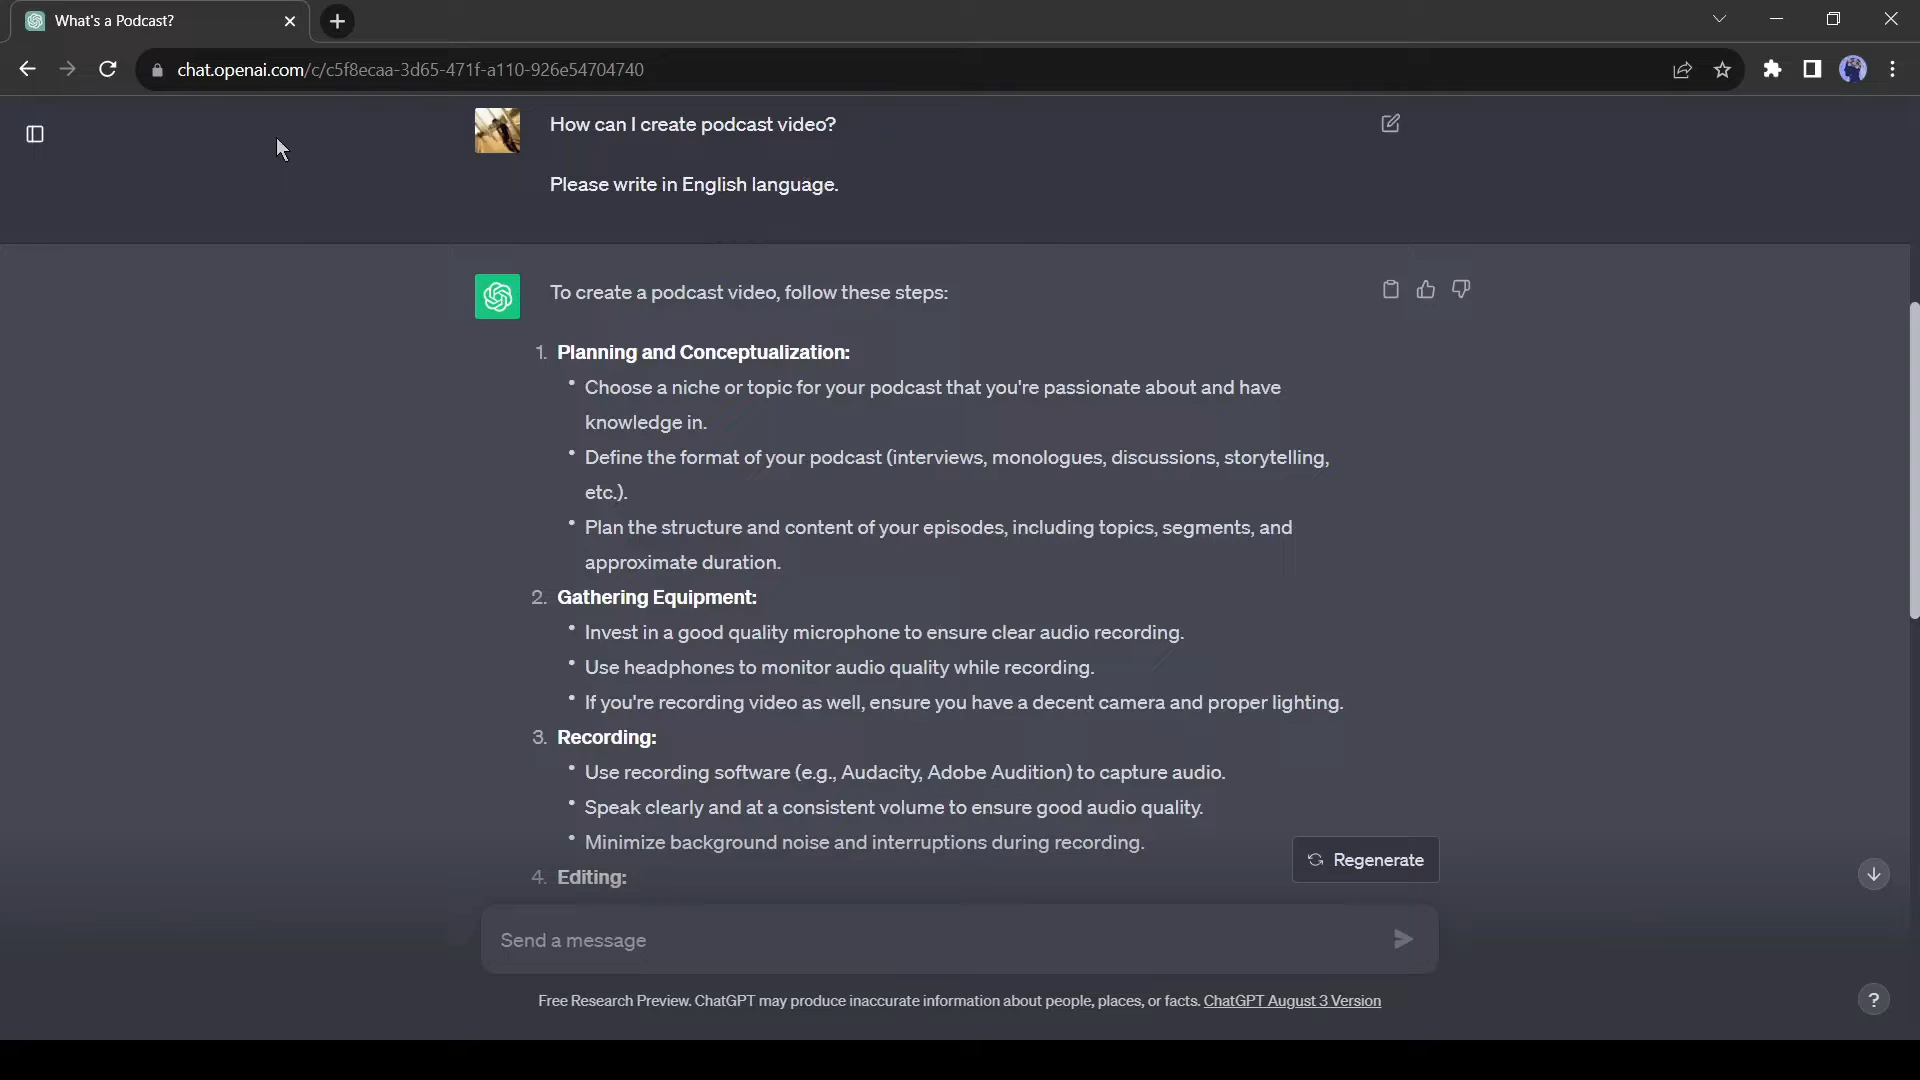 What's a Podcast?
chat.openai.com/c/c5f8ecaa-3d65-471f-a110-926e54704740
How can I create podcast video?
Please write in English language.
To create a podcast video, follow these steps:
1. Planning and Conceptualization:
• Choose a niche or topic for your podcast that you're passionate about and have
knowledge in.
• Define the format of your podcast (interviews, monologues, discussions, storytelling,
etc.).
• Plan the structure and content of your episodes, including topics, segments, and
approximate duration.
2. Gathering Equipment:
• Invest in a good quality microphone to ensure clear audio recording.
• Use headphones to monitor audio quality while recording.
• If you're recording video as well, ensure you have a decent camera and proper lighting.
3. Recording:
• Use recording software (e.g., Audacity, Adobe Audition) to capture audio.
• Speak clearly and at a consistent volume to ensure good audio quality.
• Minimize background noise and interruptions during recording.
Regenerate
4. Editing:
Send a message
Free Research Preview. ChatGPT may produce inaccurate information about people, places, or facts. ChatGPT August 3 Version
?